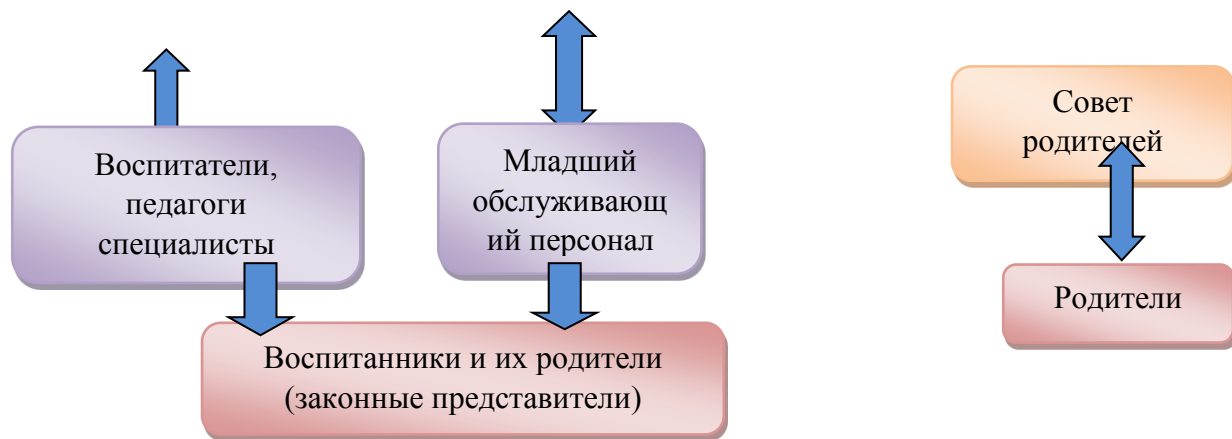 Воспитатели,
педагоги
специалисты
Младший
обслуживающ
ий персонал
Совет
родителей
Родители
Воспитанники и их родители
(законные представители)